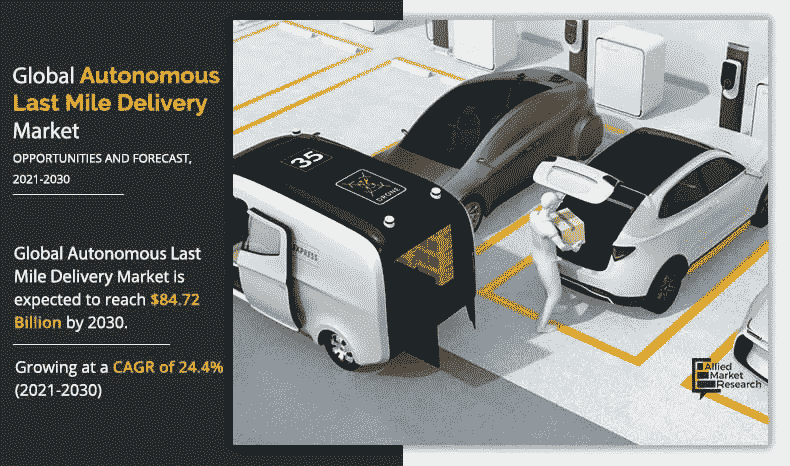 Global Autonomous
Last Mile Delivery
Market
OPPORTUNITIES AND FORECAST,
2021-2030
Global Autonomous Last
Mile Delivery Market is
expected to reach $84.72
Billion by 2030.
Growing at a CAGR of 24.4%
(2021-2030)
35
DRONE
EXPRESS
Allied
Market
Research